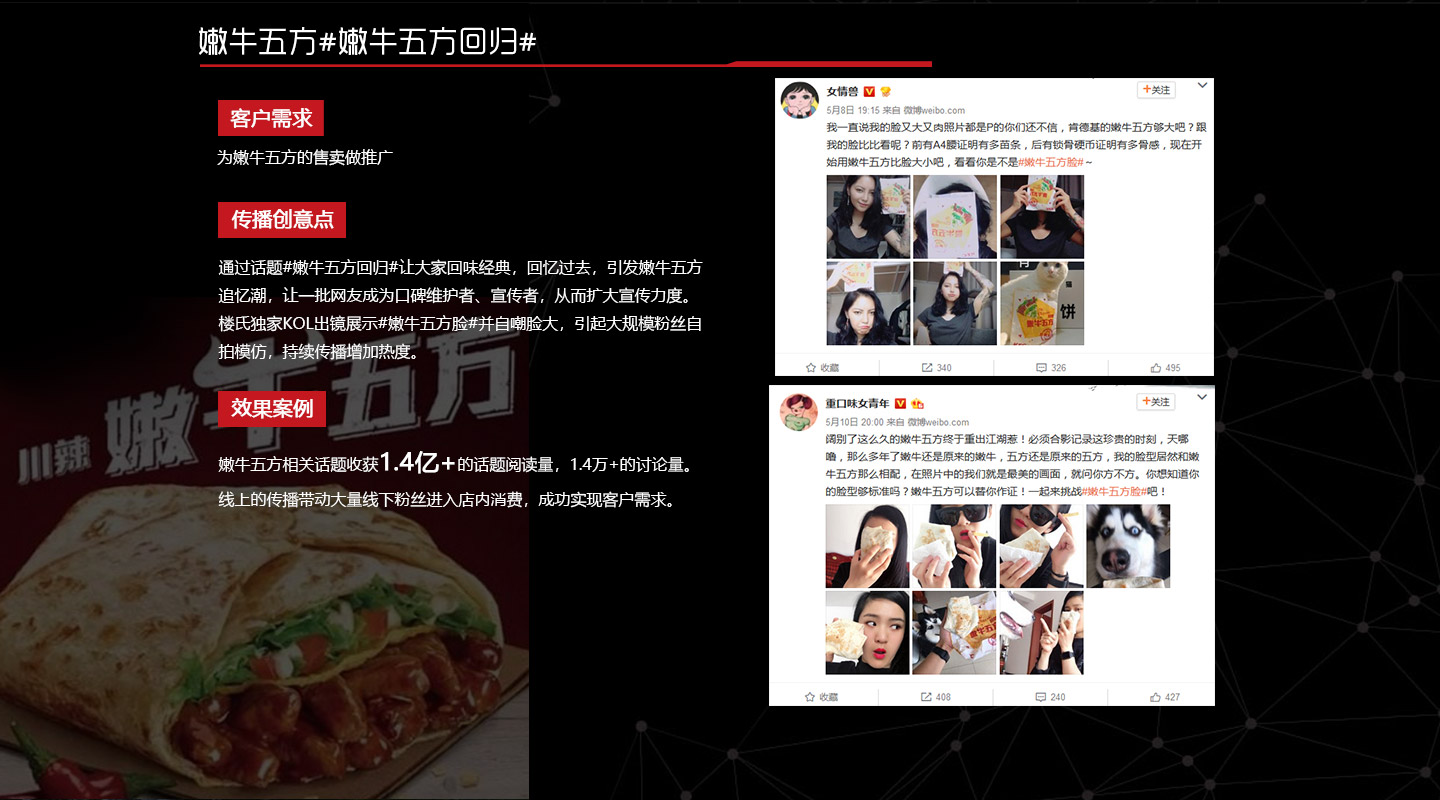 嫩牛五方#嫩牛五方回归#
客户需求
为嫩牛五方的售卖做推广
传播创意点
通过话题#嫩牛五方回归#让大家回味经典，回忆过去，引发嫩牛五方
追忆潮，让一批网友成为口碑维护者、宣传者，从而扩大宣传力度。
楼氏独家KOL出镜展示#嫩牛五方脸#并自嘲脸大，引起大规模粉丝自
拍模仿，持续传播增加热度。
川辣 嫩牛五方
效果案例
嫩牛五方相关话题收获1.4亿+的话题阅读量，1.4万+的讨论量。
线上的传播带动大量线下粉丝进入店内消费，成功实现客户需求。
女情兽
+关注
5月8日 19:15 来自 微博weibo.com
我一直说我的脸又大又肉照片都是P的你们还不信，肯德基的嫩牛五方够大吧？跟
我的脸比比看呢？前有A4腰证明有多苗条，后有锁骨硬币证明有多骨感，现在开
始用嫩牛五方比脸大小吧，看看你是不是#嫩牛五方脸#~
饼
收藏
340
326
495
重口味女青年
+关注
5月10日 20:00 来自 微博weibo.com
阔别了这么久的嫩牛五方终于重出江湖惹！必须合影记录这珍贵的时刻，天哪
噜，那么多年了嫩牛还是原来的嫩牛，五方还是原来的五方，我的脸型居然和嫩
牛五方那么相配，在照片中的我们就是最美的画面，就问你方不方。你想知道你
的脸型够标准吗？嫩牛五方可以替你作证！一起来挑战#嫩牛五方脸#吧！
收藏
408
240
427